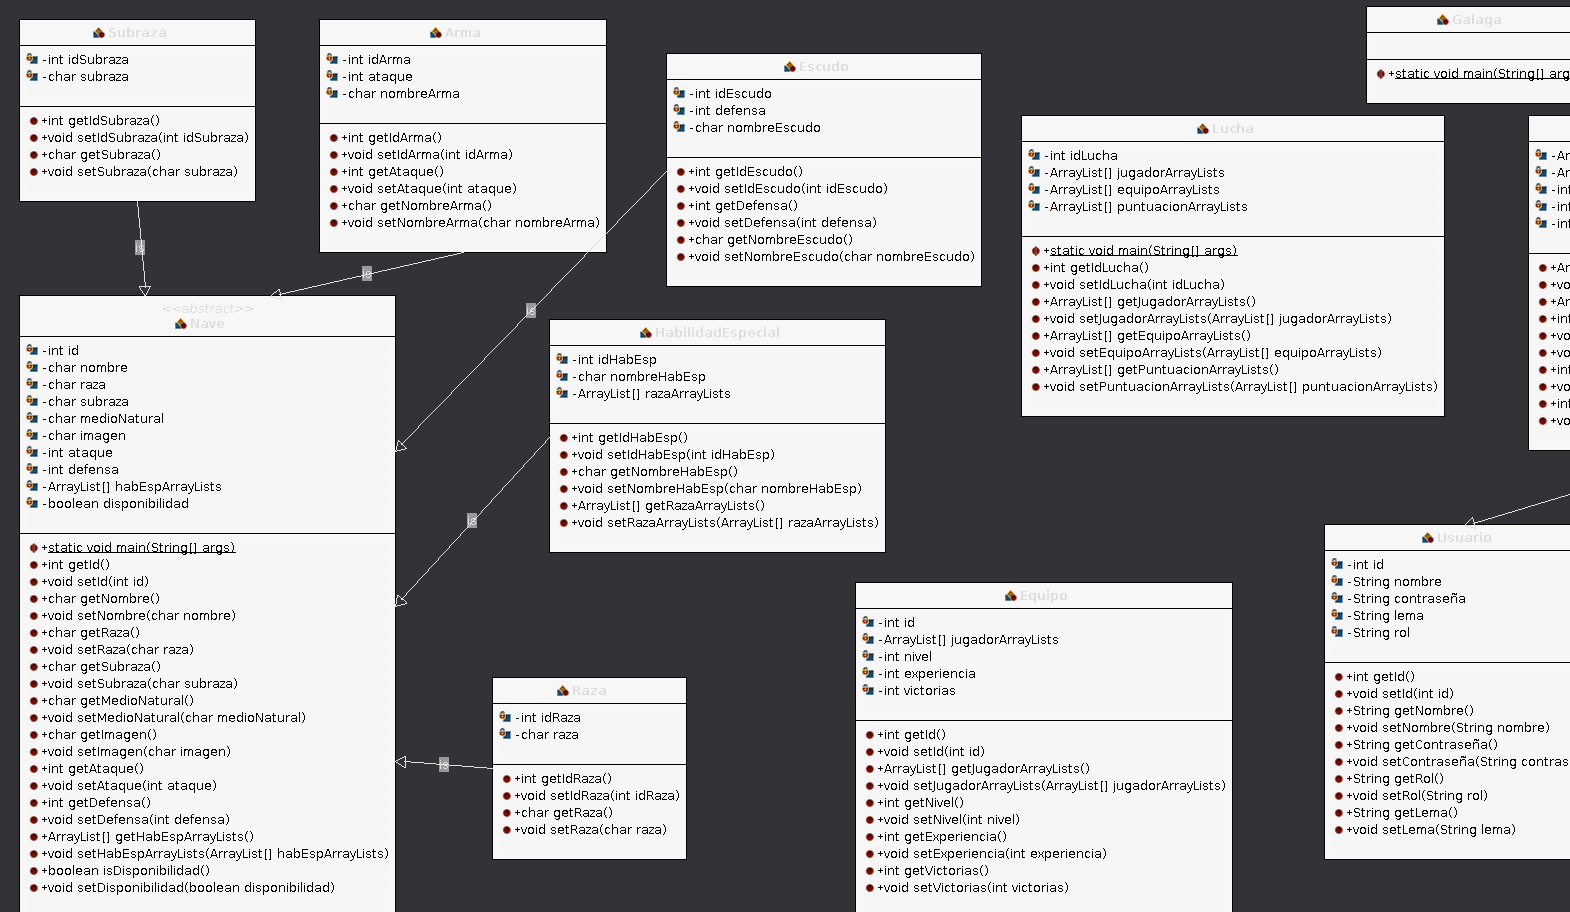 Subraza
-int idSubraza
-char subraza
+int getIdSubraza()
+void setIdSubraza(int idSubraza)
+char getSubraza()
+void setSubraza(char subraza)
Arma
-int idArma
-int ataque
-char nombreArma
+int getIdArma()
+void setIdArma(int idArma)
+int getAtaque()
+void setAtaque(int ataque)
+char getNombreArma()
+void setNombreArma(char nombreArma)
Escudo
-int idEscudo
-int defensa
-char nombreEscudo
+int getIdEscudo()
+void setIdEscudo(int idEscudo)
+int getDefensa()
+void setDefensa(int defensa)
+char getNombreEscudo()
+void setNombreEscudo(char nombreEscudo)
Galaga
+static void main(String[] arg
Lucha
-int idLucha
-ArrayList[] jugadorArrayLists
-ArrayList[] equipoArrayLists
-ArrayList[] puntuacionArrayLists
+static void main(String[] args)
+int getIdLucha()
+void setIdLucha(int idLucha)
+ArrayList[] getJugadorArrayLists()
+void setJugadorArrayLists(ArrayList[] jugadorArrayLists)
+ArrayList[] getEquipoArrayLists()
+void setEquipoArrayLists(ArrayList[] equipoArrayLists)
+ArrayList[] getPuntuacionArrayLists()
+void setPuntuacionArrayLists(ArrayList[] puntuacionArrayLists)
is
is
is
is
is
<<abstract>>
Nave
-int id
-char nombre
-char raza
-char subraza
-char medioNatural
-char imagen
-int ataque
-int defensa
-ArrayList[] habEspArrayLists
-boolean disponibilidad
+static void main(String[] args)
+int getId()
+void setId(int id)
+char getNombre()
+void setNombre(char nombre)
+char getRaza()
+void setRaza(char raza)
+char getSubraza()
+void setSubraza(char subraza)
+char getMedioNatural()
+void setMedioNatural(char medioNatural)
+char getImagen()
+void setImagen(char imagen)
+int getAtaque()
+void setAtaque(int ataque)
+int getDefensa()
+void setDefensa(int defensa)
+ArrayList[] getHabEspArrayLists()
+void setHabEspArrayLists(ArrayList[] habEspArrayLists)
+boolean isDisponibilidad()
+void setDisponibilidad(boolean disponibilidad)
HabilidadEspecial
-int idHabEsp
-char nombreHabEsp
-ArrayList[] razaArrayLists
+int getIdHabEsp()
+void setIdHabEsp(int idHabEsp)
+char getNombreHabEsp()
+void setNombreHabEsp(char nombreHabEsp)
+ArrayList[] getRazaArrayLists()
+void setRazaArrayLists(ArrayList[] razaArrayLists)
Raza
-int idRaza
-char raza
+int getIdRaza()
+void setIdRaza(int idRaza)
+char getRaza()
+void setRaza(char raza)
Equipo
-int id
-ArrayList[] jugadorArrayLists
-int nivel
-int experiencia
-int victorias
+int getId()
+void setId(int id)
+ArrayList[] getJugadorArrayLists()
+void setJugadorArrayLists(ArrayList[] jugadorArrayLists)
+int getNivel()
+void setNivel(int nivel)
+int getExperiencia()
+void setExperiencia(int experiencia)
+int getVictorias()
+void setVictorias(int victorias)
Usuario
-int id
-String nombre
-String contraseña
-String lema
-String rol
+int getId()
+void setId(int id)
+String getNombre()
+void setNombre(String nombre)
+String getContraseña()
+void setContraseña(String contras
+String getRol()
+void setRol(String rol)
+String getLema()
+void setLema(String lema)